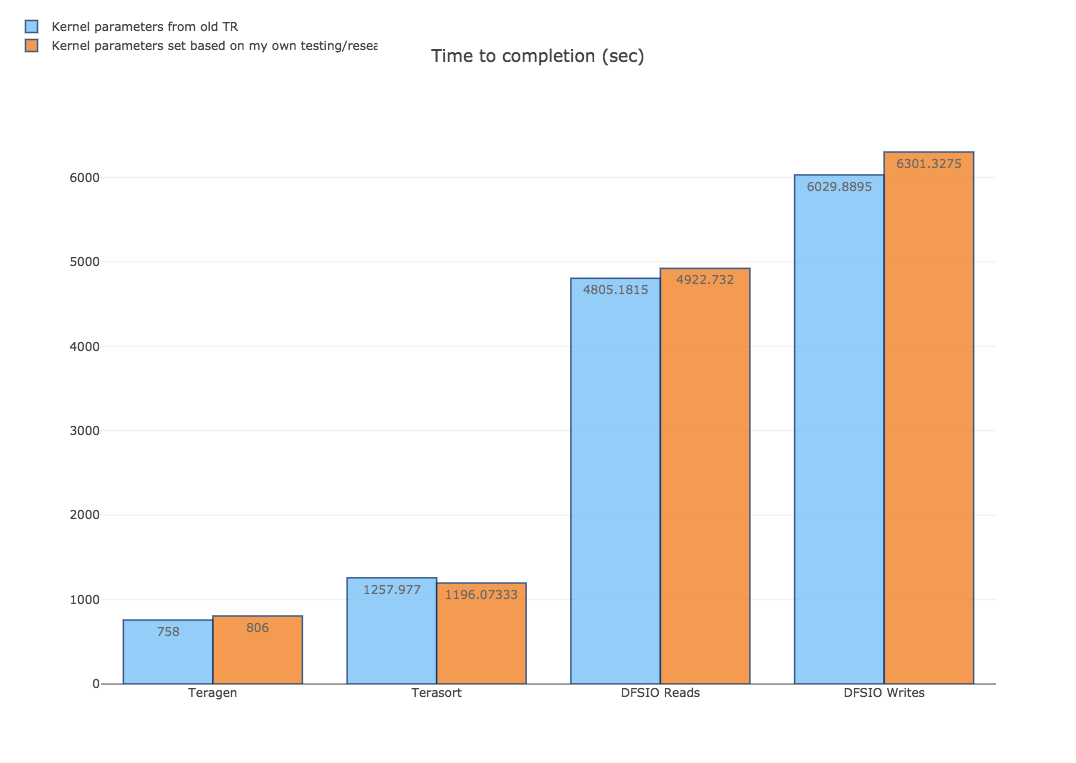 Kernel parameters from old TR
Kernel parameters set based on my own testing/resea
Time to completion (sec)
6000
5000
4000
3000
2000
1000
0
758
806
1257.977
1196.07333
4805.1815
4922.732
6029.8895
6301.3275
Teragen
Terasort
DFSIO Reads
DFSIO Writes